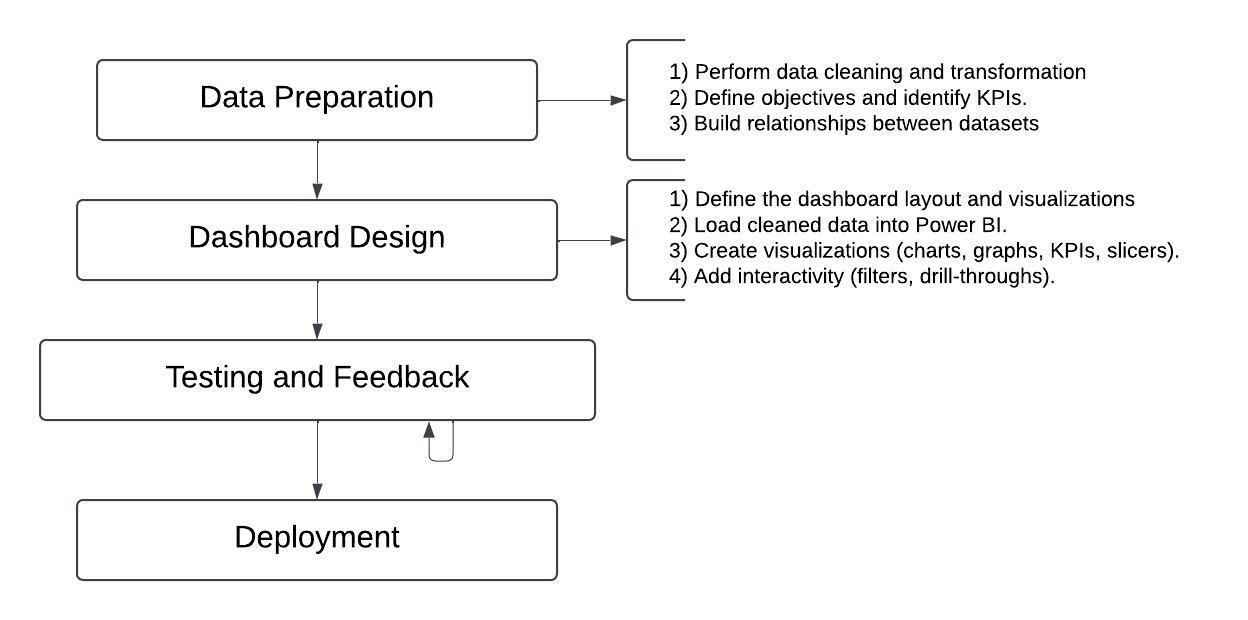 Data Preparation
1) Perform data cleaning and transformation
2) Define objectives and identify KPIs.
3) Build relationships between datasets
Dashboard Design
1) Define the dashboard layout and visualizations
2) Load cleaned data into Power BI.
3) Create visualizations (charts, graphs, KPIs, slicers).
4) Add interactivity (filters, drill-throughs).
Testing and Feedback
Deployment